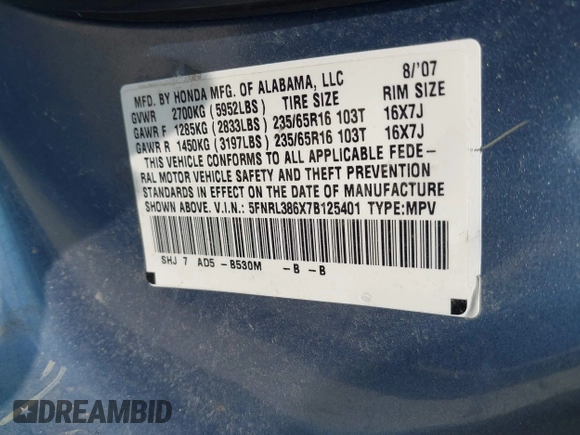 MFD. BY HONDA MFG. OF ALABAMA, LLC 8/'07
GVWR 2700KG (5952LBS) TIRE SIZE RIM SIZE
GAWR F 1285KG (2833LBS) 235/65R16 103T 16X7J
GAWR R 1450KG (3197LBS) 235/65R16 103T 16X7J
THIS VEHICLE CONFORMS TO ALL APPLICABLE FEDE-
RAL MOTOR VEHICLE SAFETY AND THEFT PREVENTION
STANDARDS IN EFFECT ON THE DATE OF MANUFACTURE
SHOWN ABOVE. V.I.N.: 5FNRL386X7B125401 TYPE:MPV
SHJ 7 AD5 -B530M -B -B
DREAMBID